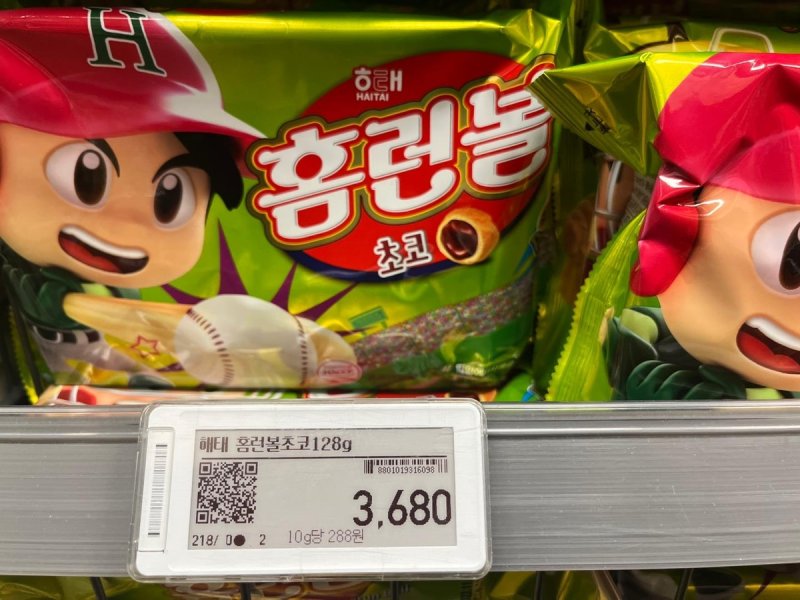 H
해태
HAITAI
홈런볼
초코
해태 홈런볼초코128g
8801019316098
3,680
218/ 0● 2
10g당 288원